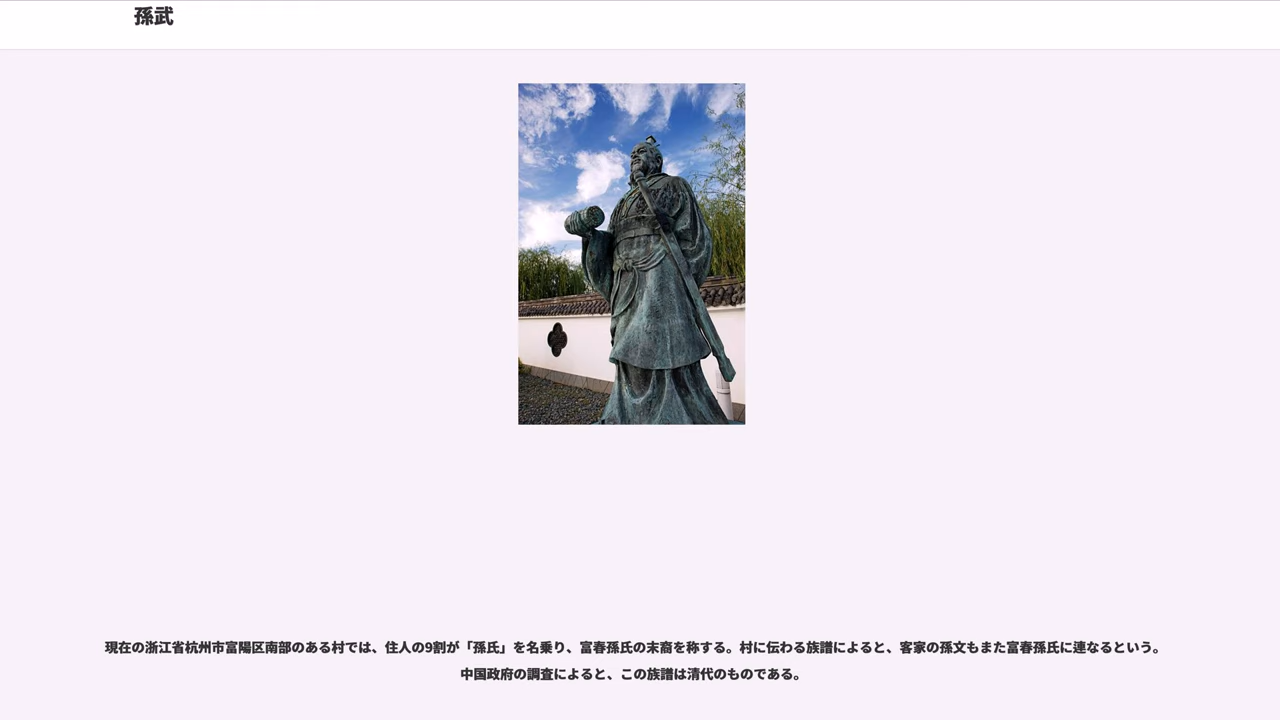 孫武
現在の浙江省杭州市富陽区南部のある村では、住人の9割が「孫氏」を名乗り、富春孫氏の末裔を称する。村に伝わる族譜によると、客家の孫文もまた富春孫氏に連なるという。
中国政府の調査によると、この族譜は清代のものである。